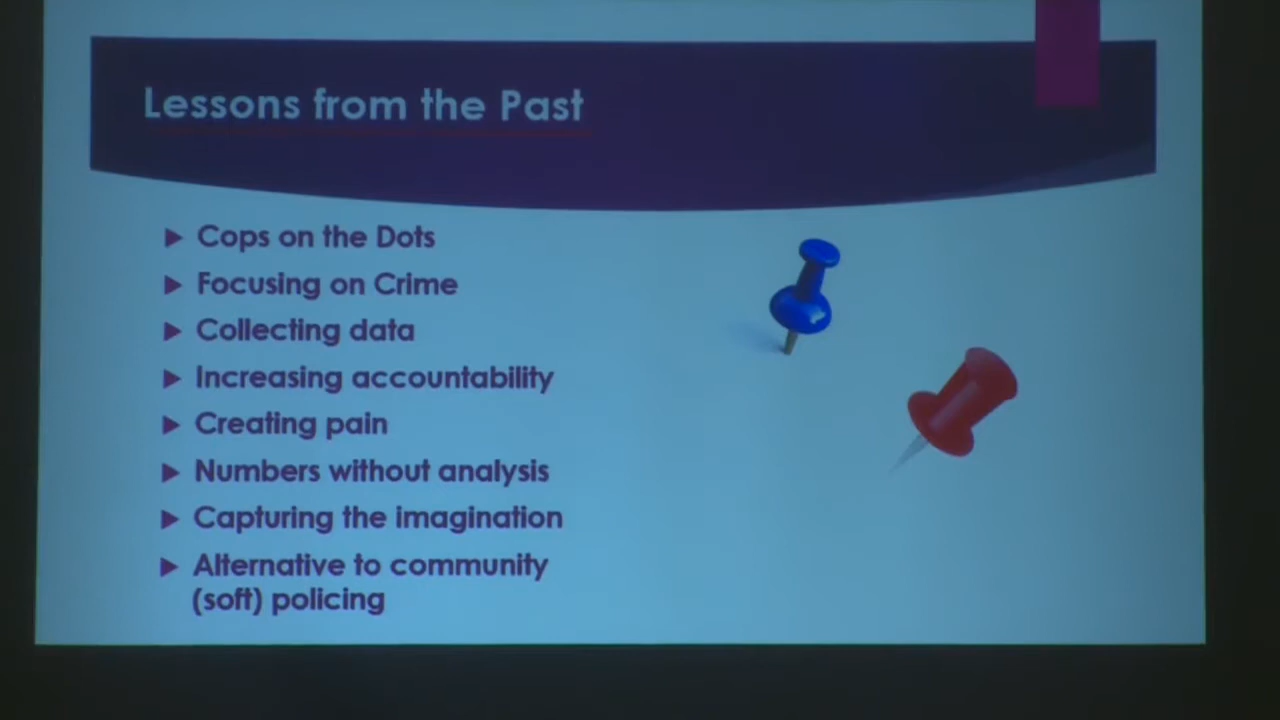 Lessons from the Past
Cops on the Dots
Focusing on Crime
Collecting data
Increasing accountability
Creating pain
Numbers without analysis
Capturing the imagination
Alternative to community
(soft) policing